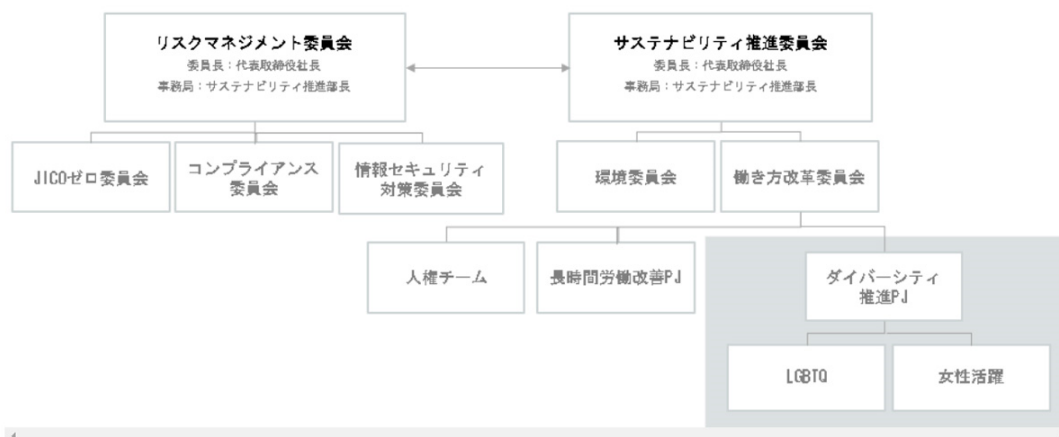 リスクマネジメント委員会
委員長：代表取締役社長
事務局：サステナビリティ推進部長
サステナビリティ推進委員会
委員長：代表取締役社長
事務局：サステナビリティ推進部長
JICOゼロ委員会
コンプライアンス
委員会
情報セキュリティ
対策委員会
環境委員会
働き方改革委員会
人権チーム
長時間労働改善PJ
ダイバーシティ
推進PJ
LGBTQ
女性活躍